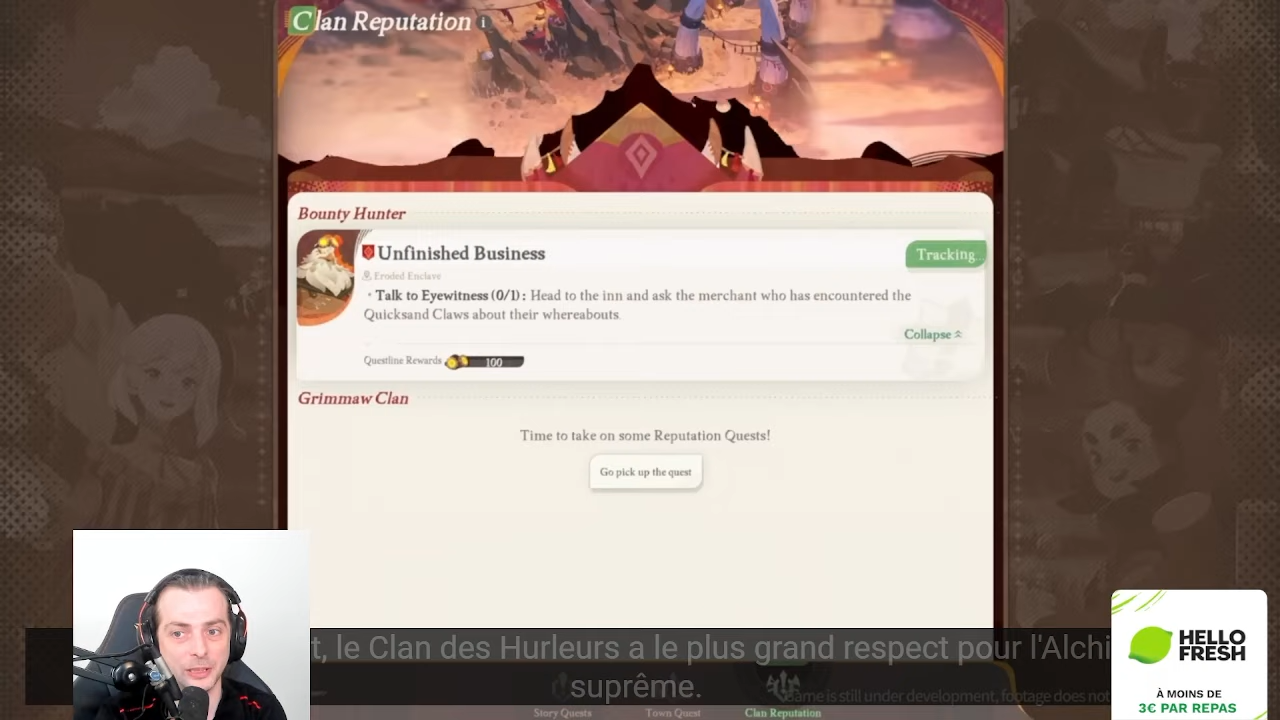 Clan Reputation i
Bounty Hunter
Unfinished Business
Tracking...
Eroded Enclave
• Talk to Eyewitness (0/1) : Head to the inn and ask the merchant who has encountered the
Quicksand Claws about their whereabouts.
Collapse
Questline Rewards 100
Grimmaw Clan
Time to take on some Reputation Quests!
Go pick up the quest
t, le Clan des Hurleurs a le plus grand respect pour l'Alchi
suprême.
Game is still under development, footage does not
Story Quests Town Quest Clan Reputation
HELLO
FRESH
À MOINS DE
3€ PAR REPAS